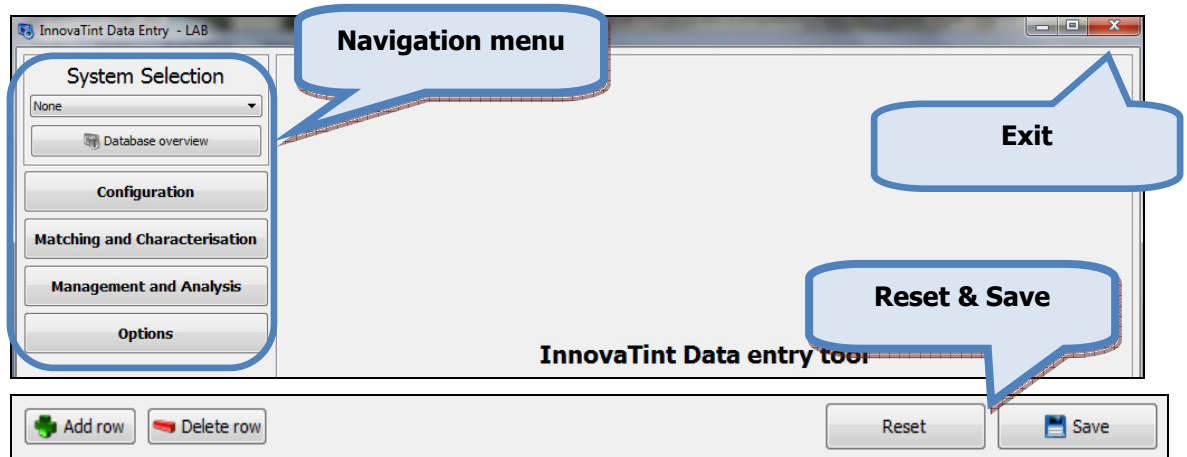 InnovaTint Data Entry - LAB
Navigation menu
System Selection
None
Database overview
Exit
Configuration
Matching and Characterisation
Management and Analysis
Reset & Save
Options
InnovaTint Data entry tool
Add row
Delete row
Reset
Save